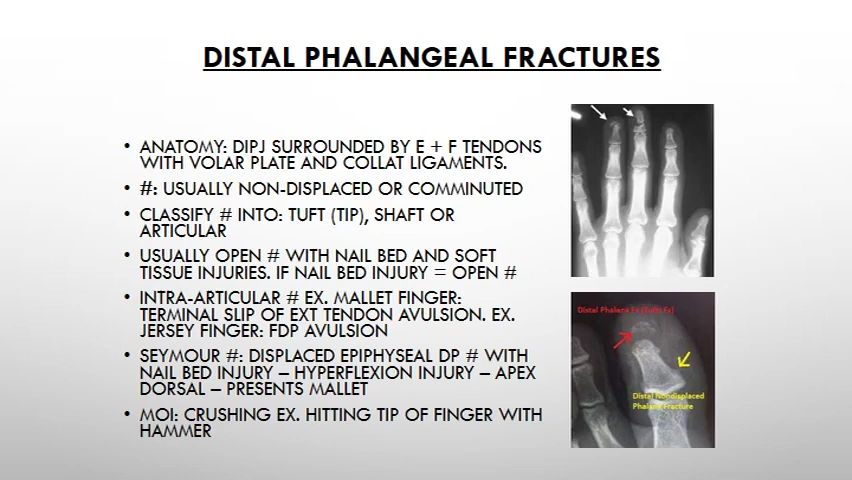 DISTAL PHALANGEAL FRACTURES
• ANATOMY: DIPJ SURROUNDED BY E + F TENDONS
WITH VOLAR PLATE AND COLLAT LIGAMENTS.
• #: USUALLY NON-DISPLACED OR COMMINUTED
• CLASSIFY # INTO: TUFT (TIP), SHAFT OR
ARTICULAR
• USUALLY OPEN # WITH NAIL BED AND SOFT
TISSUE INJURIES. IF NAIL BED INJURY = OPEN #
• INTRA-ARTICULAR # EX. MALLET FINGER:
TERMINAL SLIP OF EXT TENDON AVULSION. EX.
JERSEY FINGER: FDP AVULSION
• SEYMOUR #: DISPLACED EPIPHYSEAL DP # WITH
NAIL BED INJURY – HYPERFLEXION INJURY – APEX
DORSAL – PRESENTS MALLET
• MOI: CRUSHING EX. HITTING TIP OF FINGER WITH
HAMMER
Distal Phalanx Fx (Tuft Fx)
Distal Nondisplaced
Phalanx Fracture